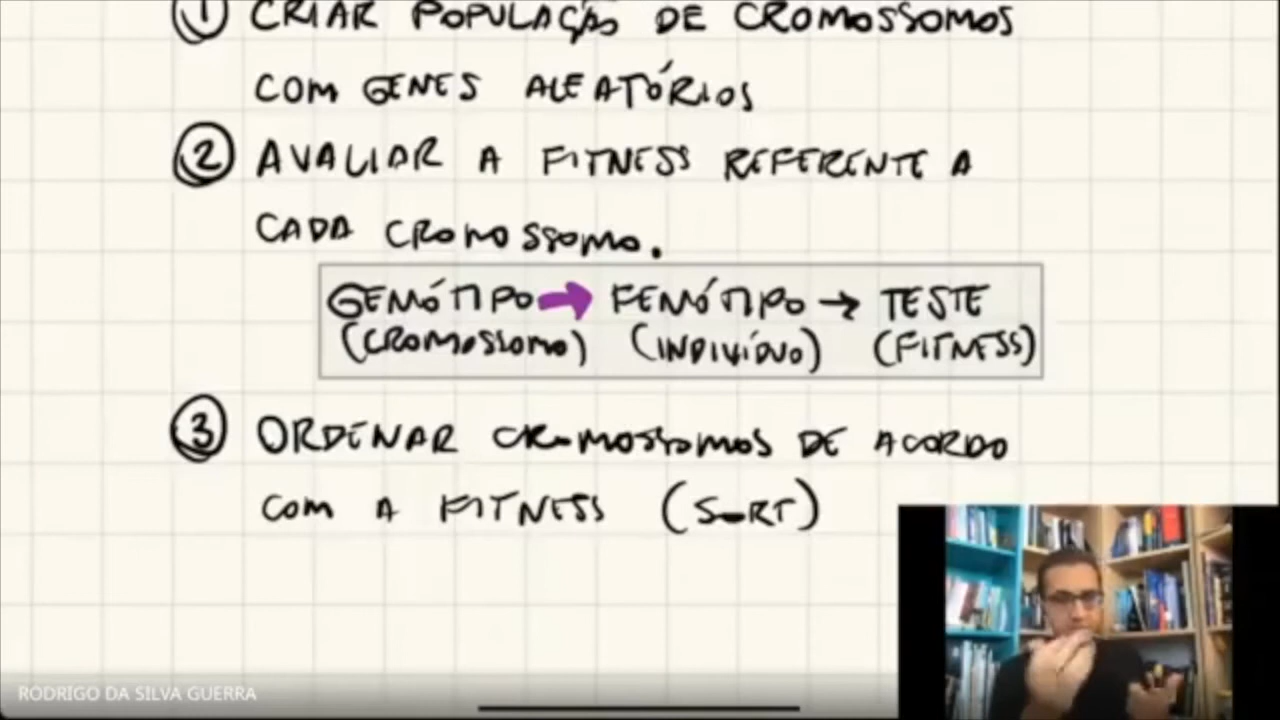 ① CRIAR POPULAÇÃO DE CROMOSSOMOS
COM GENES ALEATÓRIOS
② AVALIAR A FITNESS REFERENTE A
CADA CROMOSSOMO.
GENÓTIPO → FENÓTIPO → TESTE
(CROMOSSOMO) (INDIVÍDUO) (FITNESS)
③ ORDENAR CROMOSSOMOS DE ACORDO
COM A FITNESS (SORT)
RODRIGO DA SILVA GUERRA